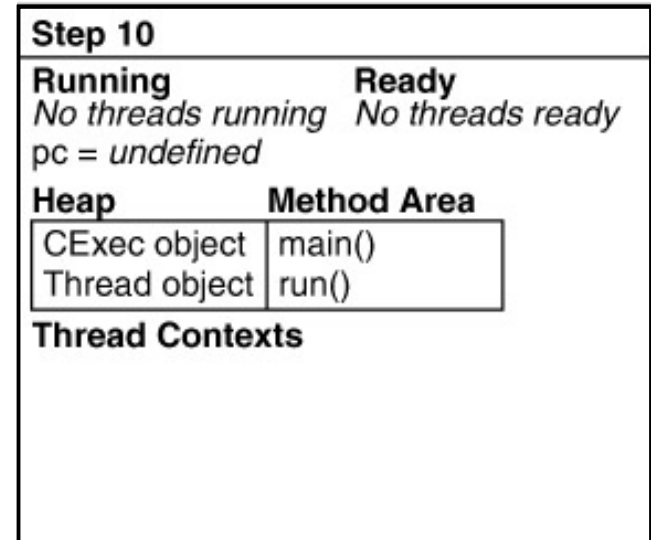 Step 10
Running Ready
No threads running No threads ready
pc = undefined
Heap Method Area
CExec object main()
Thread object run()
Thread Contexts